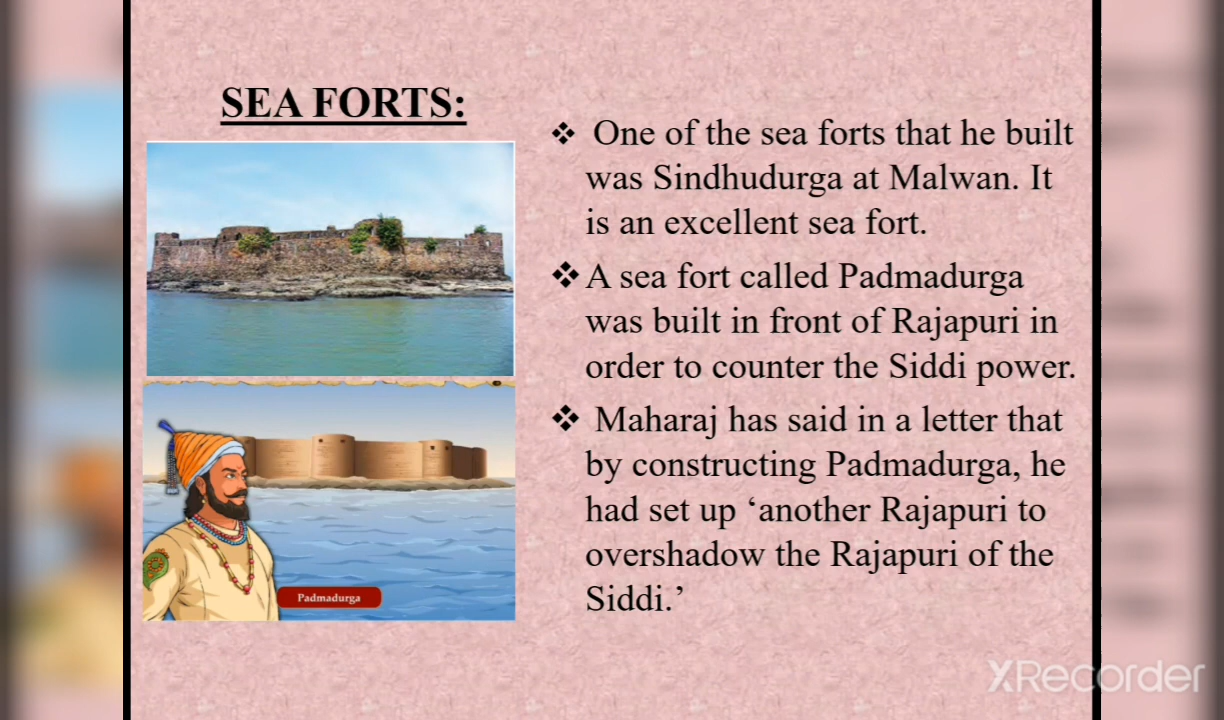 SEA FORTS:
❖ One of the sea forts that he built
was Sindhudurga at Malwan. It
is an excellent sea fort.
❖ A sea fort called Padmadurga
was built in front of Rajapuri in
order to counter the Siddi power.
❖ Maharaj has said in a letter that
by constructing Padmadurga, he
had set up ‘another Rajapuri to
overshadow the Rajapuri of the
Siddi.’
Padmadurga
XRecorder